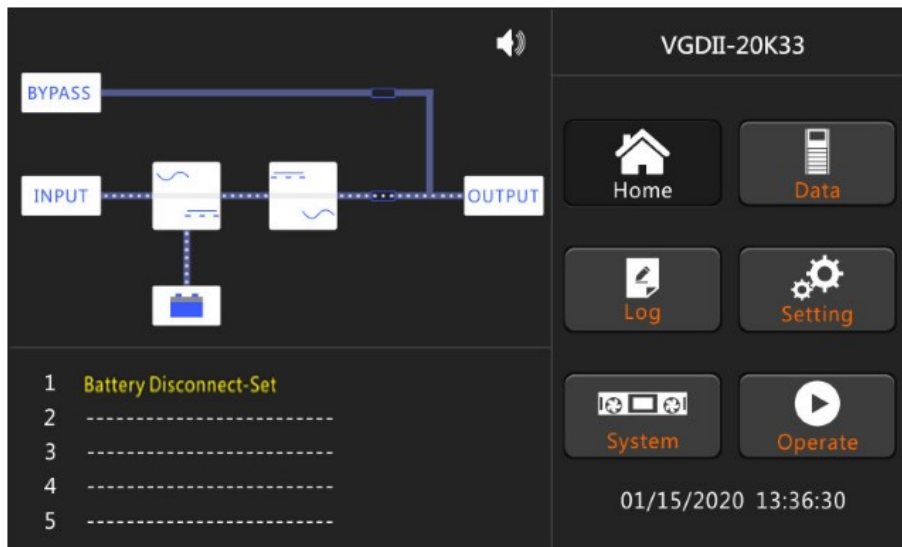 VGDII-20K33
BYPASS
INPUT
OUTPUT
Home
Data
Log
Setting
System
Operate
1 Battery Disconnect-Set
2 -------------------------
3 -------------------------
4 -------------------------
5 -------------------------
01/15/2020 13:36:30